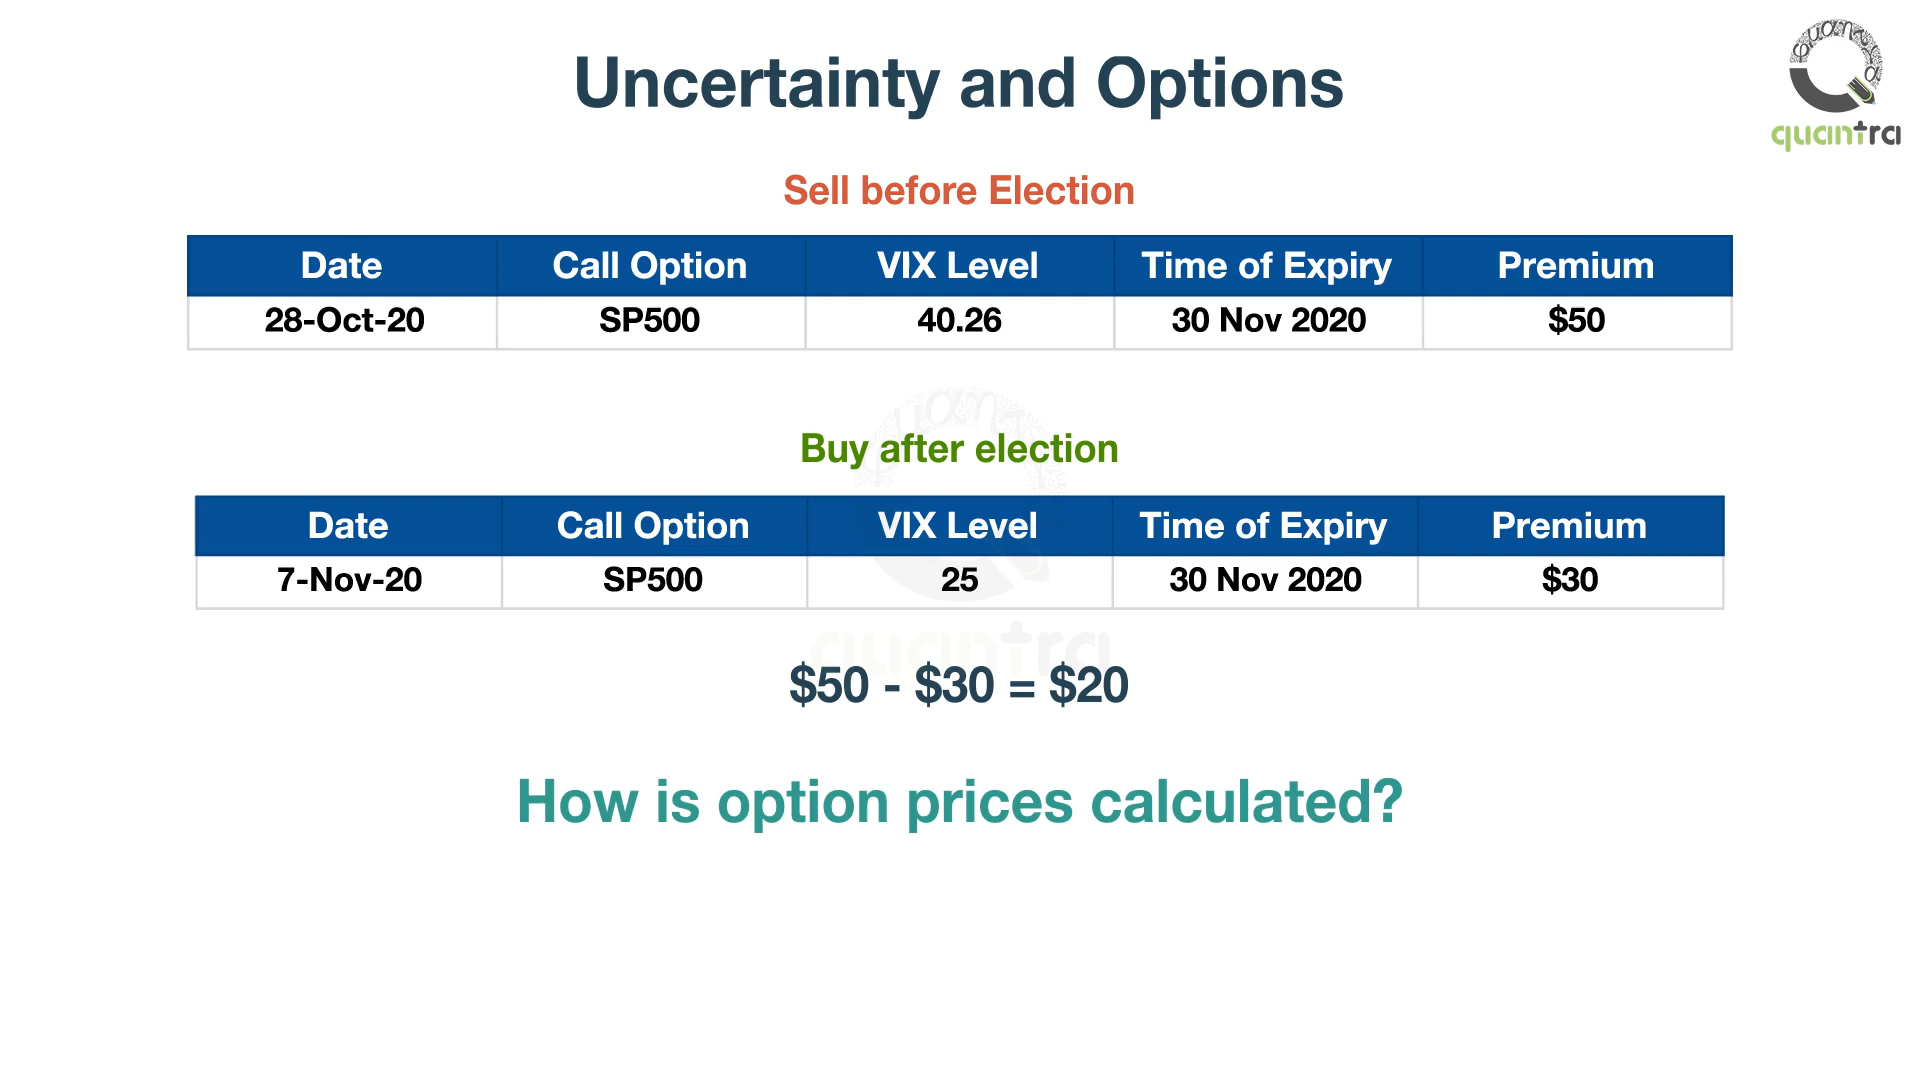 Uncertainty and Options
quantra
Sell before Election
Date Call Option VIX Level Time of Expiry Premium
28-Oct-20 SP500 40.26 30 Nov 2020 $50
Buy after election
Date Call Option VIX Level Time of Expiry Premium
7-Nov-20 SP500 25 30 Nov 2020 $30
quantra
$50 - $30 = $20
How is option prices calculated?